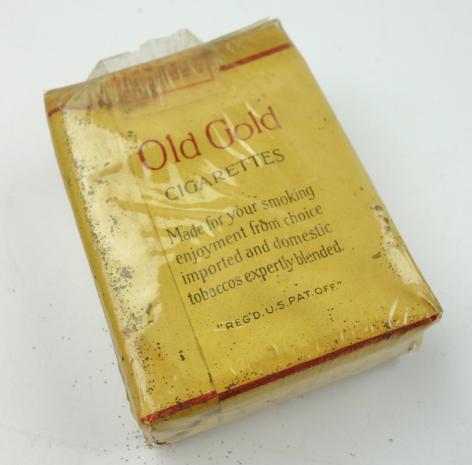 Old Gold
CIGARETTES
Made for your smoking
enjoyment from choice
imported and domestic
tobaccos expertly blended.
"REG'D. U.S. PAT. OFF."